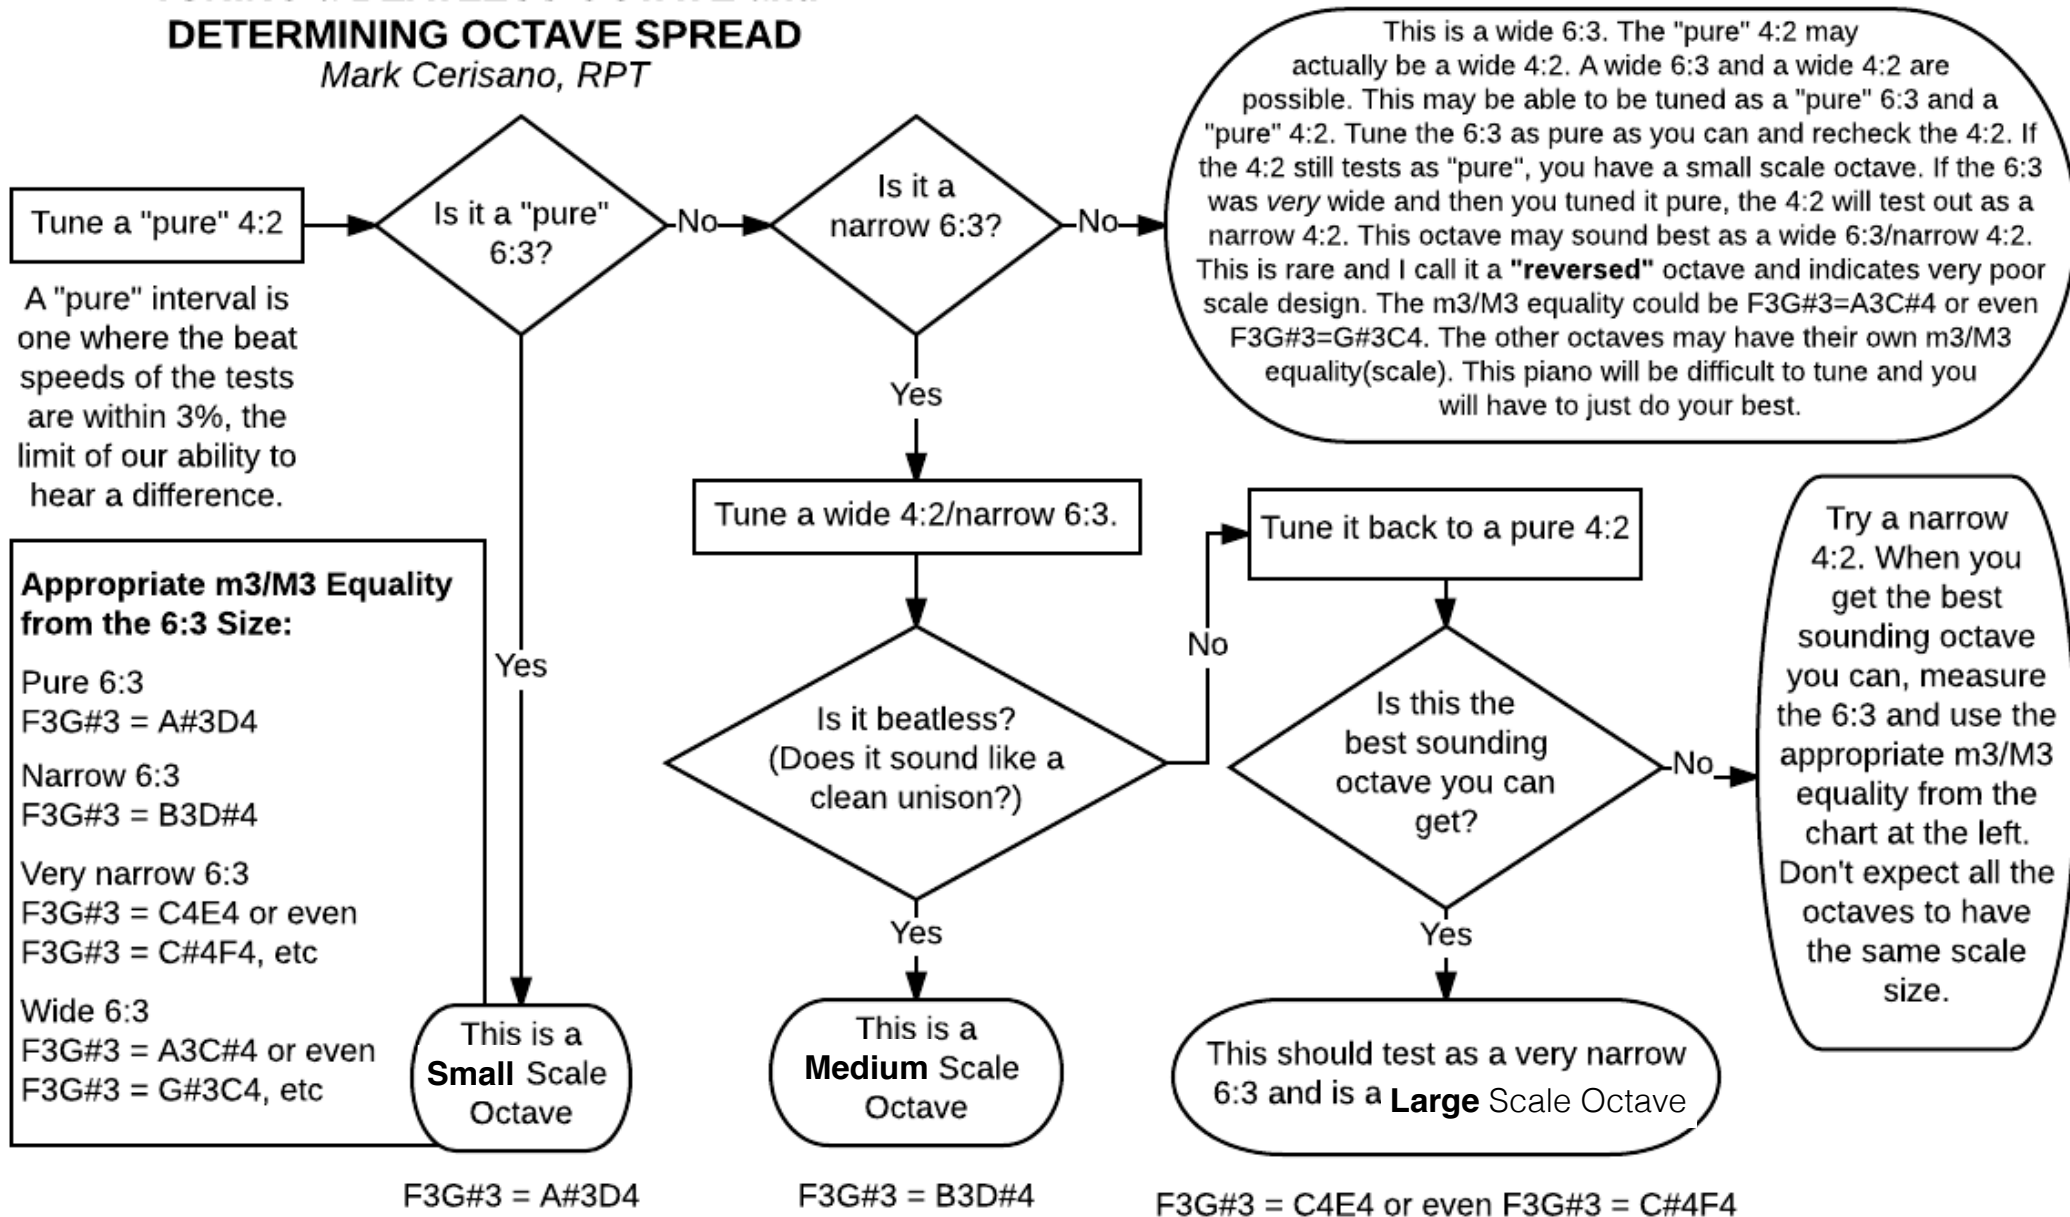 DETERMINING OCTAVE SPREAD
Mark Cerisano, RPT
Tune a "pure" 4:2
A "pure" interval is
one where the beat
speeds of the tests
are within 3%, the
limit of our ability to
hear a difference.
Is it a "pure"
6:3?
No
Is it a
narrow 6:3?
No
This is a wide 6:3. The "pure" 4:2 may
actually be a wide 4:2. A wide 6:3 and a wide 4:2 are
possible. This may be able to be tuned as a "pure" 6:3 and a
"pure" 4:2. Tune the 6:3 as pure as you can and recheck the 4:2. If
the 4:2 still tests as "pure", you have a small scale octave. If the 6:3
was very wide and then you tuned it pure, the 4:2 will test out as a
narrow 4:2. This octave may sound best as a wide 6:3/narrow 4:2.
This is rare and I call it a "reversed" octave and indicates very poor
scale design. The m3/M3 equality could be F3G#3=A3C#4 or even
F3G#3=G#3C4. The other octaves may have their own m3/M3
equality(scale). This piano will be difficult to tune and you
will have to just do your best.
Yes
Tune a wide 4:2/narrow 6:3.
Is it beatless?
(Does it sound like a
clean unison?)
No
Tune it back to a pure 4:2
Is this the
best sounding
octave you can
get?
No
Try a narrow
4:2. When you
get the best
sounding octave
you can, measure
the 6:3 and use the
appropriate m3/M3
equality from the
chart at the left.
Don't expect all the
octaves to have
the same scale
size.
Appropriate m3/M3 Equality
from the 6:3 Size:
Pure 6:3
F3G#3 = A#3D4
Narrow 6:3
F3G#3 = B3D#4
Very narrow 6:3
F3G#3 = C4E4 or even
F3G#3 = C#4F4, etc
Wide 6:3
F3G#3 = A3C#4 or even
F3G#3 = G#3C4, etc
Yes
This is a
Small Scale
Octave
F3G#3 = A#3D4
Yes
This is a
Medium Scale
Octave
F3G#3 = B3D#4
Yes
This should test as a very narrow
6:3 and is a Large Scale Octave
F3G#3 = C4E4 or even F3G#3 = C#4F4